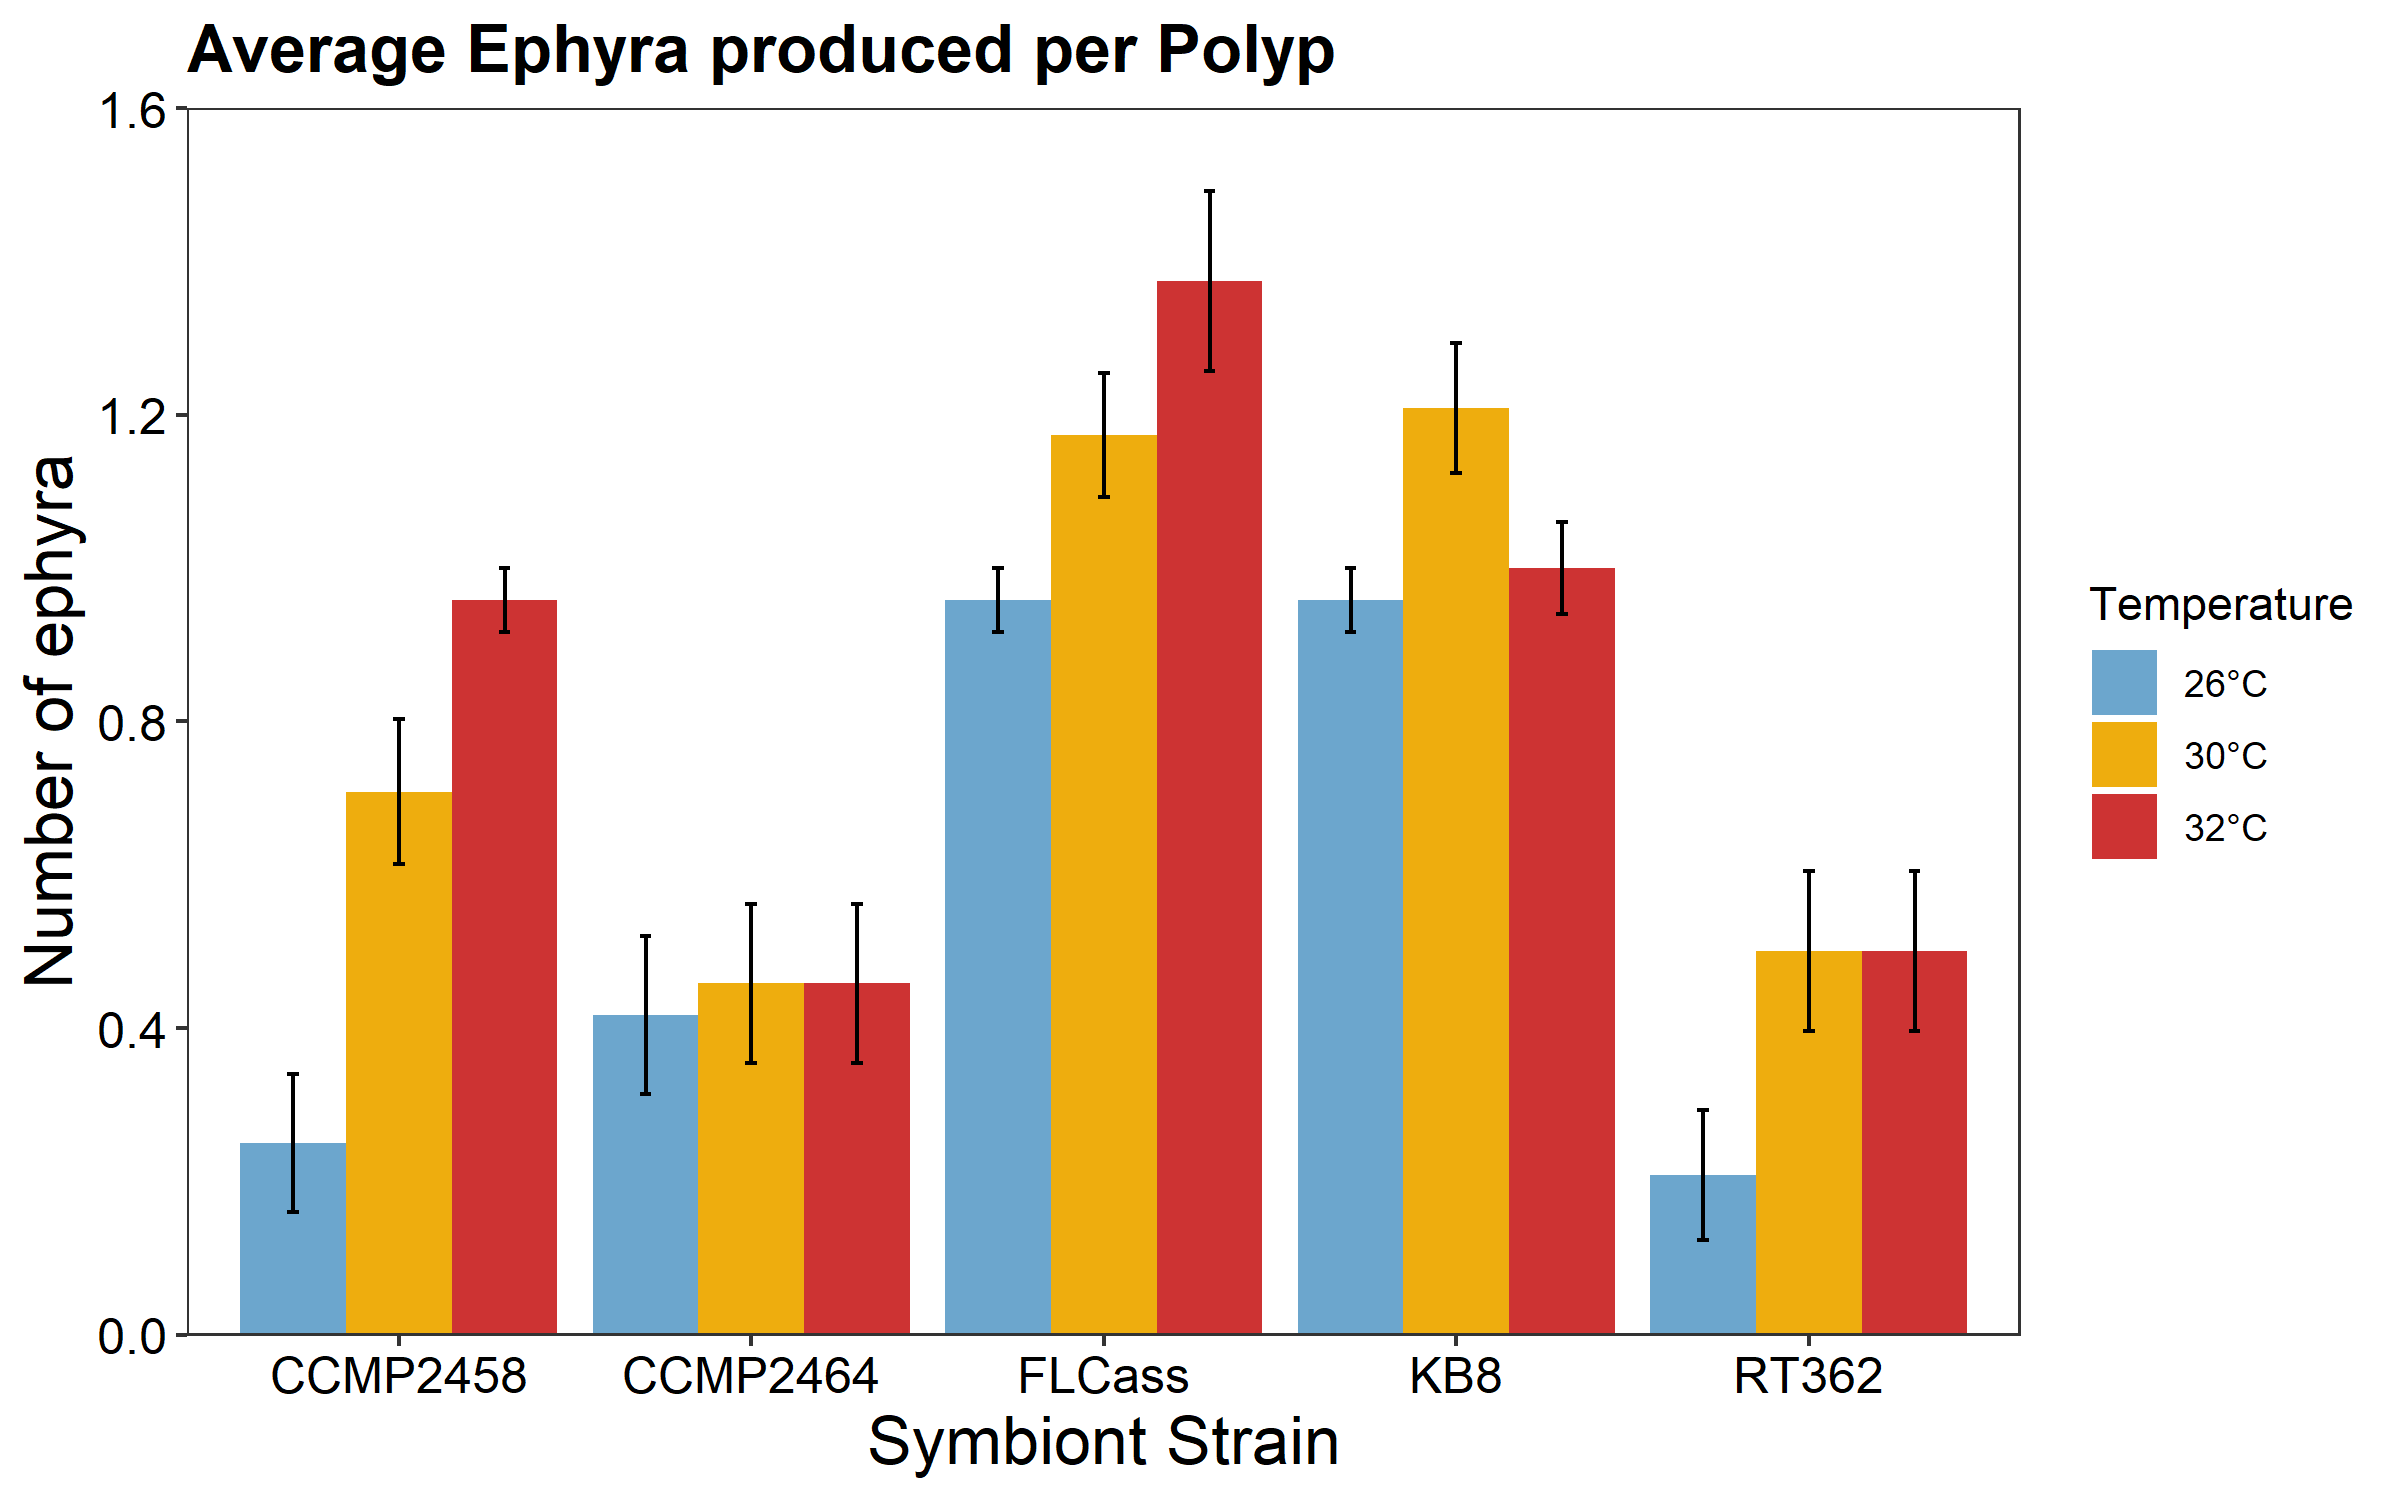 Average Ephyra produced per Polyp
Number of ephyra
1.6
1.2
0.8
0.4
0.0
CCMP2458
CCMP2464
FLCass
KB8
RT362
Symbiont Strain
Temperature
26°C
30°C
32°C